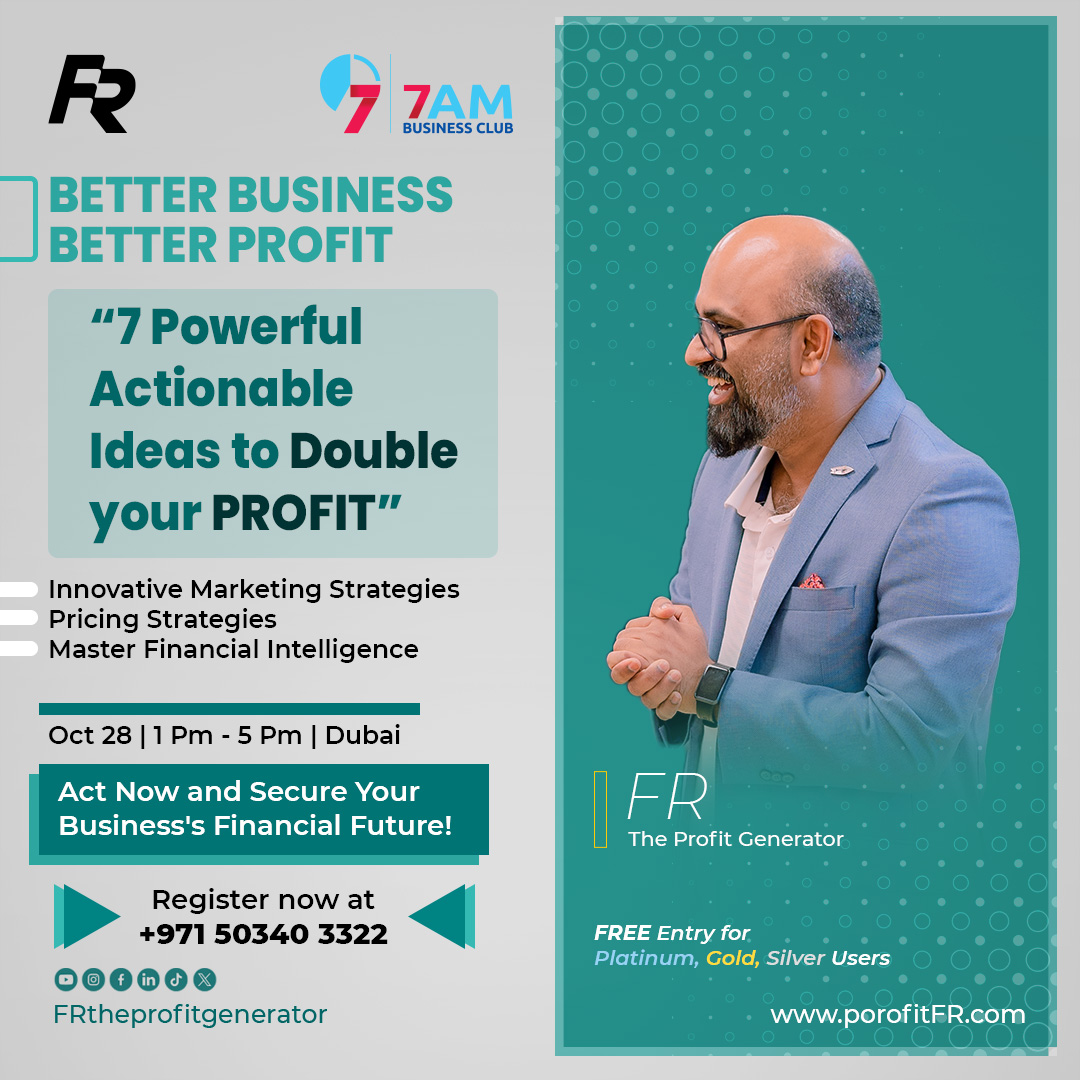 FR
7
7AM
BUSINESS CLUB
BETTER BUSINESS
BETTER PROFIT
“7 Powerful
Actionable
Ideas to Double
your PROFIT”
Innovative Marketing Strategies
Pricing Strategies
Master Financial Intelligence
Oct 28 | 1 Pm - 5 Pm | Dubai
Act Now and Secure Your
Business's Financial Future!
Register now at
+971 50340 3322
FRtheprofitgenerator
FR
The Profit Generator
FREE Entry for
Platinum, Gold, Silver Users
www.porofitFR.com